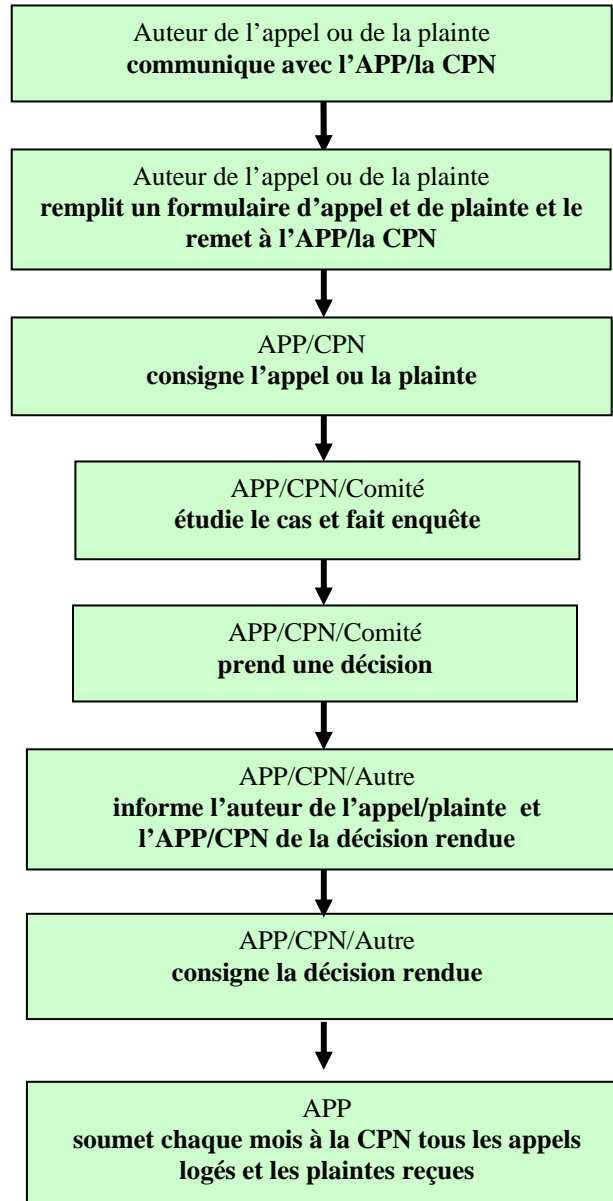 Auteur de l’appel ou de la plainte
communique avec l’APP/la CPN
Auteur de l’appel ou de la plainte
remplit un formulaire d’appel et de plainte et le
remet à l’APP/la CPN
APP/CPN
consigne l’appel ou la plainte
APP/CPN/Comité
étudie le cas et fait enquête
APP/CPN/Comité
prend une décision
APP/CPN/Autre
informe l’auteur de l’appel/plainte et
l’APP/CPN de la décision rendue
APP/CPN/Autre
consigne la décision rendue
APP
soumet chaque mois à la CPN tous les appels
logés et les plaintes reçues